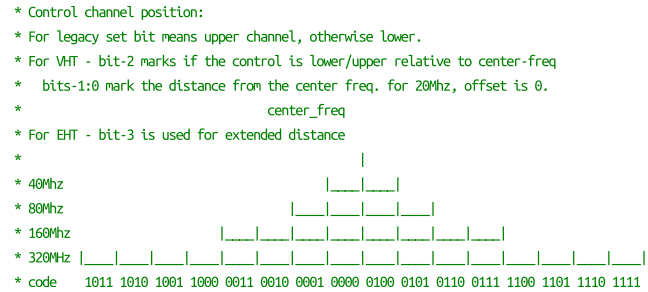 * Control channel position:
* For legacy set bit means upper channel, otherwise lower.
* For VHT - bit-2 marks if the control is lower/upper relative to center-freq
*   bits-1:0 mark the distance from the center freq. for 20Mhz, offset is 0.
*                                   center_freq
* For EHT - bit-3 is used for extended distance
*                                                |
* 40Mhz                                     |____|____|
* 80Mhz                                |____|____|____|____|
* 160Mhz                     |____|____|____|____|____|____|____|____|
* 320MHz |____|____|____|____|____|____|____|____|____|____|____|____|____|____|____|____|
* code    1011 1010 1001 1000 0011 0010 0001 0000 0100 0101 0110 0111 1100 1101 1110 1111